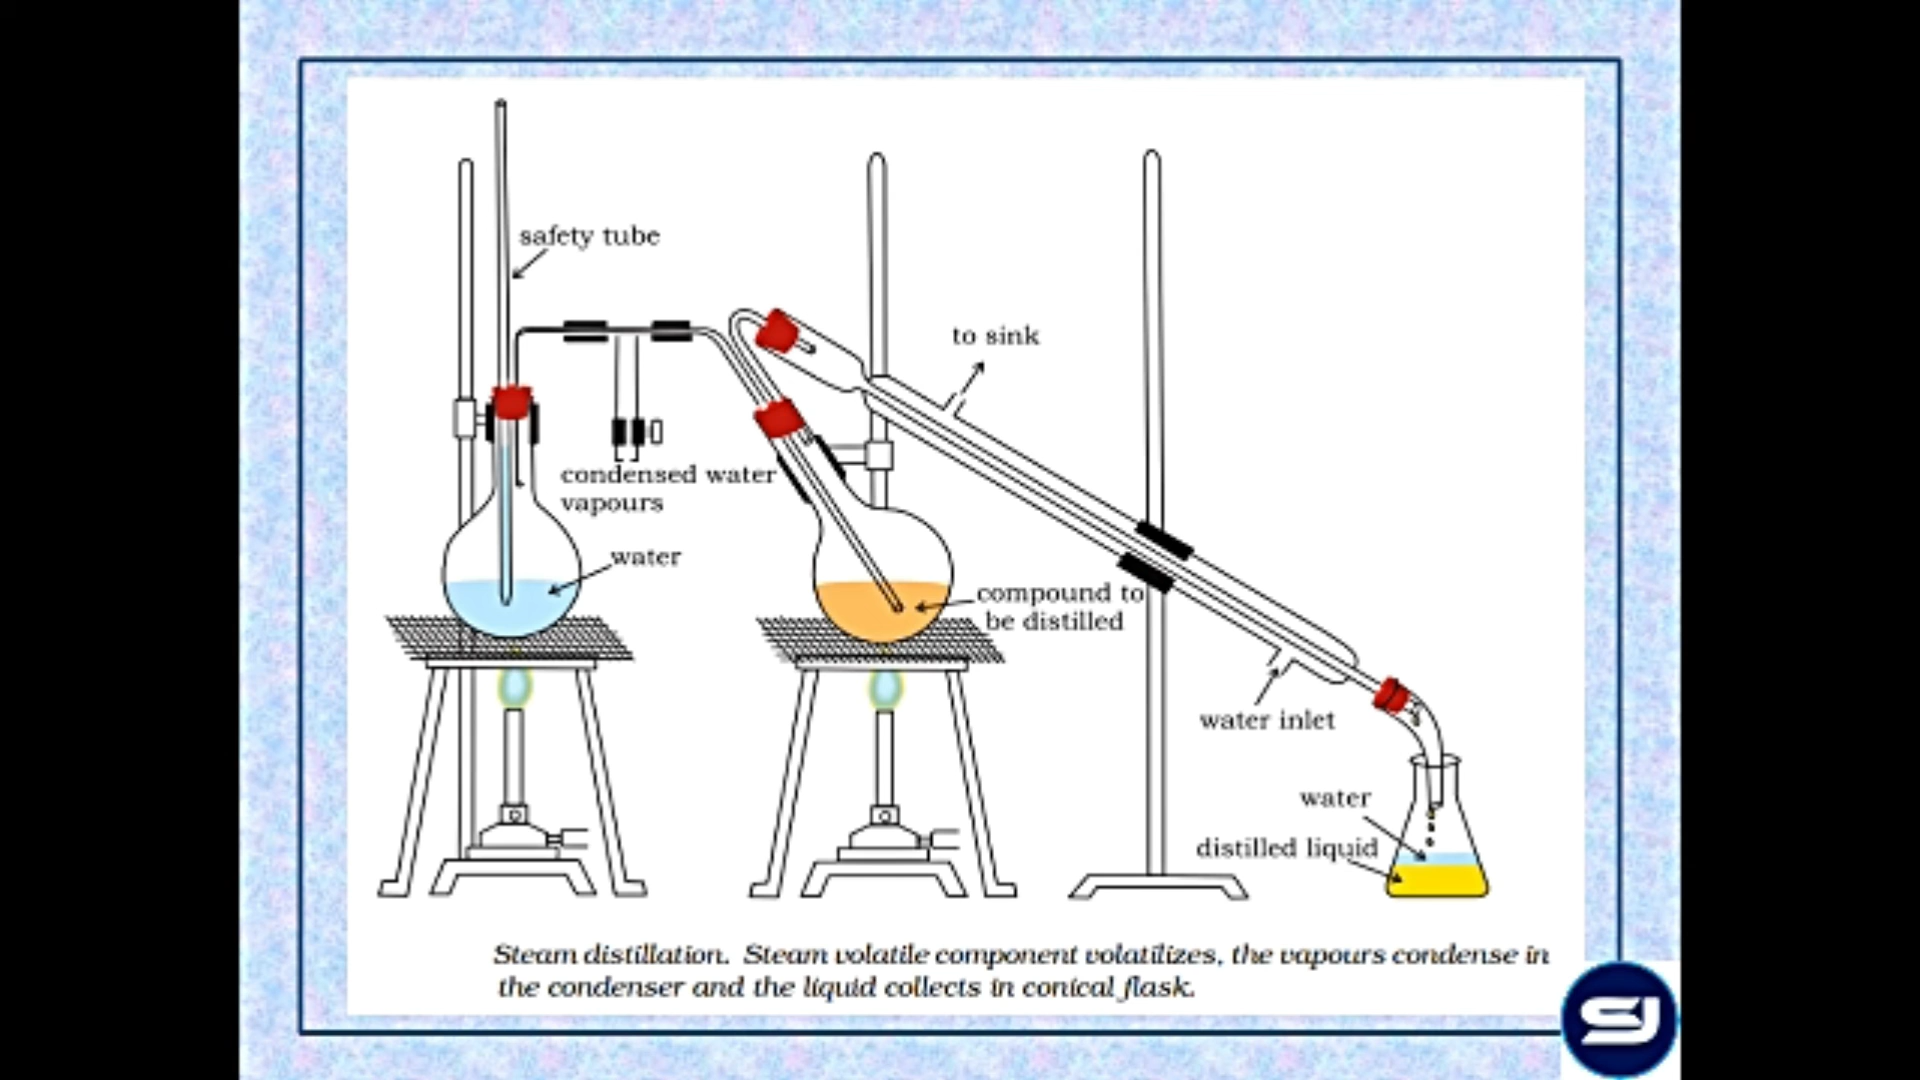 safety tube
to sink
condensed water
vapours
water
compound to
be distilled
water inlet
water
distilled liquid
Steam distillation. Steam volatile component volatilizes, the vapours condense in
the condenser and the liquid collects in conical flask.
SJ